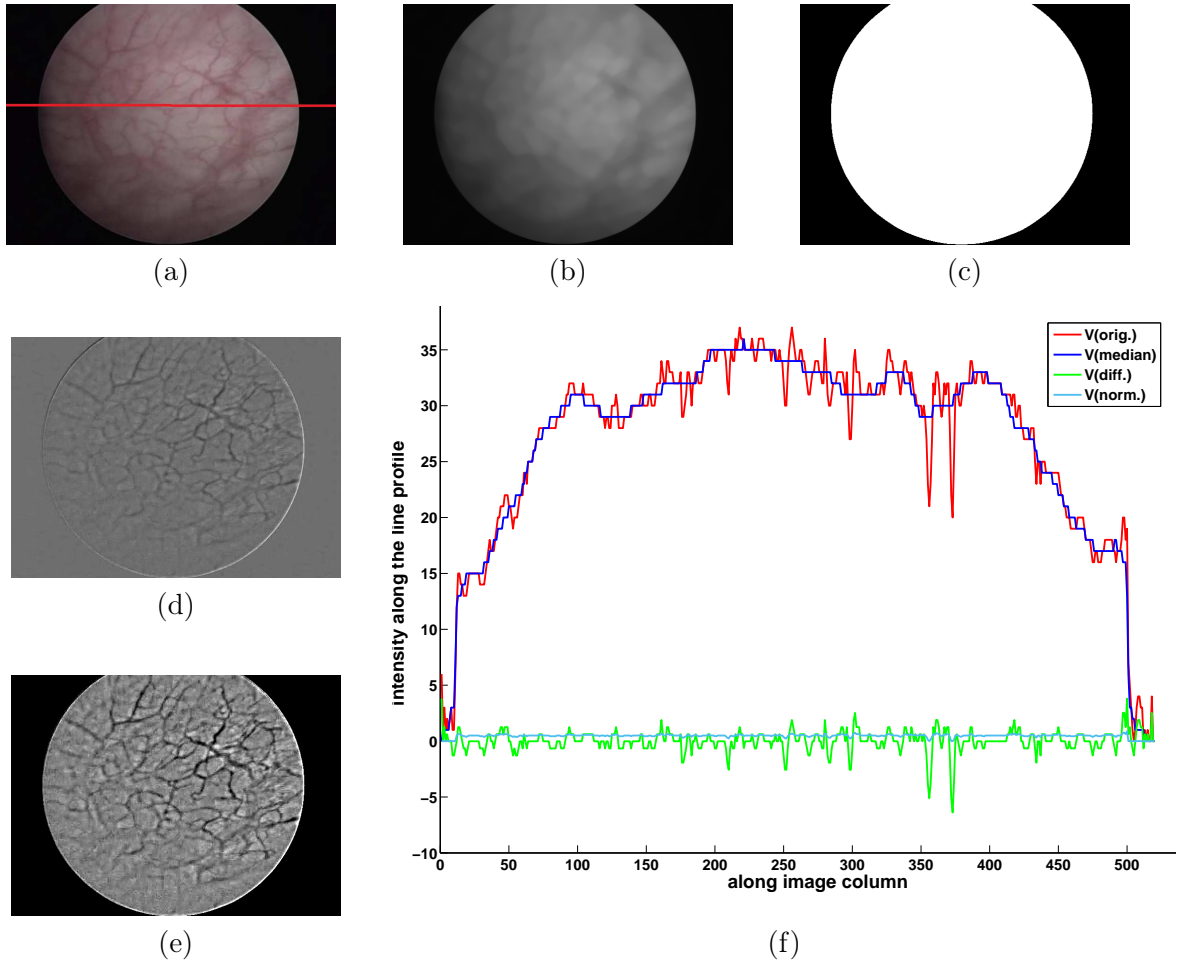 (a)
(b)
(c)
(d)
(e)
intensity along the line profile
35
30
25
20
15
10
5
0
−5
−10
0
50
100
150
200
250
300
350
400
450
500
along image column
V(orig.)
V(median)
V(diff.)
V(norm.)
(f)